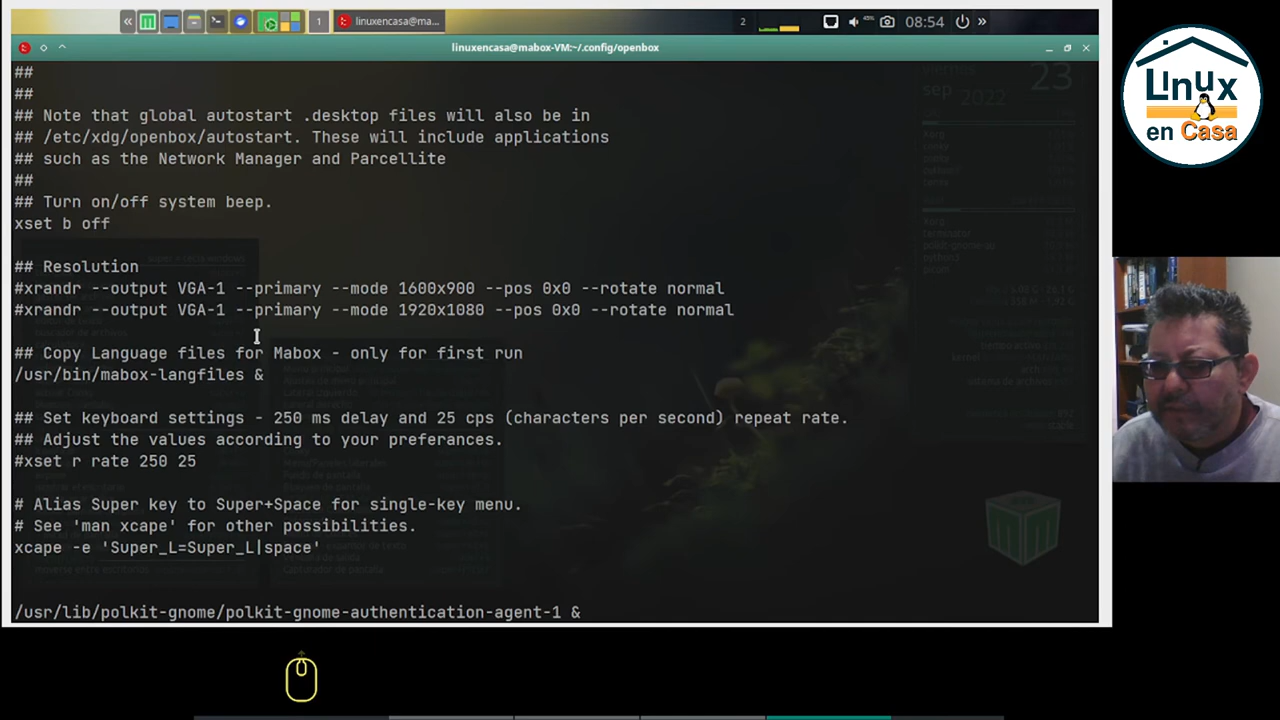 « 1 linuxencasa@ma... 2 45% 08:54 »
linuxencasa@mabox-VM:~/.config/openbox
##
##
## Note that global autostart .desktop files will also be in
## /etc/xdg/openbox/autostart. These will include applications
## such as the Network Manager and Parcellite
##
## Turn on/off system beep.
xset b off
## Resolution
#xrandr --output VGA-1 --primary --mode 1600x900 --pos 0x0 --rotate normal
#xrandr --output VGA-1 --primary --mode 1920x1080 --pos 0x0 --rotate normal
## Copy Language files for Mabox - only for first run
/usr/bin/mabox-langfiles &
## Set keyboard settings - 250 ms delay and 25 cps (characters per second) repeat rate.
## Adjust the values according to your preferances.
#xset r rate 250 25
# Alias Super key to Super+Space for single-key menu.
# See 'man xcape' for other possibilities.
xcape -e 'Super_L=Super_L|space'
/usr/lib/polkit-gnome/polkit-gnome-authentication-agent-1 &
viernes 23
sep 2022
Linux
en Casa